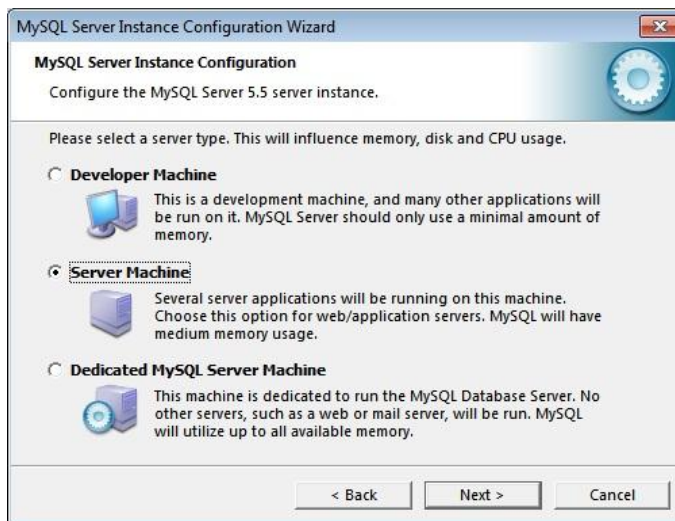 MySQL Server Instance Configuration Wizard
MySQL Server Instance Configuration
Configure the MySQL Server 5.5 server instance.
Please select a server type. This will influence memory, disk and CPU usage.
Developer Machine
This is a development machine, and many other applications will
be run on it. MySQL Server should only use a minimal amount of
memory.
Server Machine
Several server applications will be running on this machine.
Choose this option for web/application servers. MySQL will have
medium memory usage.
Dedicated MySQL Server Machine
This machine is dedicated to run the MySQL Database Server. No
other servers, such as a web or mail server, will be run. MySQL
will utilize up to all available memory.
< Back Next > Cancel